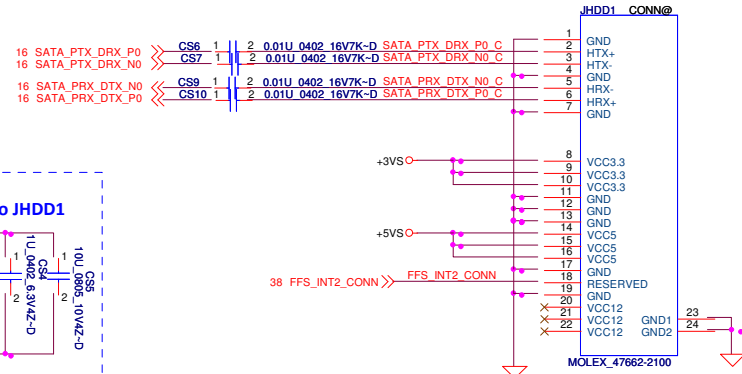 JHDD1 CONN@
1 GND
CS6 1 2 0.01U_0402_16V7K~D SATA_PTX_DRX_P0_C 2 HTX+
16 SATA_PTX_DRX_P0
CS7 1 2 0.01U_0402_16V7K~D SATA_PTX_DRX_N0_C 3 HTX-
16 SATA_PTX_DRX_N0
4 GND
CS9 1 2 0.01U_0402_16V7K~D SATA_PRX_DTX_N0_C 5 HRX-
16 SATA_PRX_DTX_N0
CS10 1 2 0.01U_0402_16V7K~D SATA_PRX_DTX_P0_C 6 HRX+
16 SATA_PRX_DTX_P0
7 GND
+3VS 8 VCC3.3
9 VCC3.3
10 VCC3.3
11 GND
12 GND
13 GND
+5VS 14 VCC5
15 VCC5
16 VCC5
17 GND
38 FFS_INT2_CONN FFS_INT2_CONN 18 RESERVED
19 GND
20 VCC12
21 VCC12 GND1 23
22 VCC12 GND2 24
MOLEX_47662-2100
o JHDD1
1 2
1U_0402_6.3V4Z~D
CS4
1 2
10U_0805_10V4Z~D
CS5